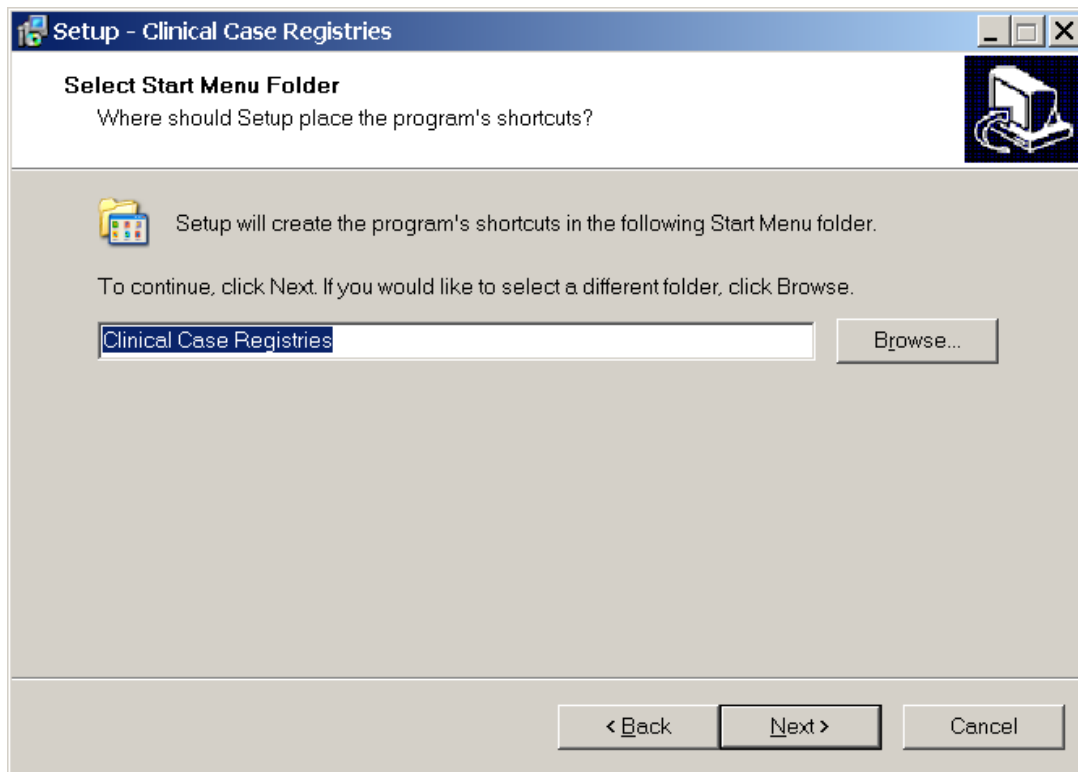 Setup - Clinical Case Registries
Select Start Menu Folder
Where should Setup place the program's shortcuts?
Setup will create the program's shortcuts in the following Start Menu folder.
To continue, click Next. If you would like to select a different folder, click Browse.
Clinical Case Registries
Browse...
< Back
Next >
Cancel